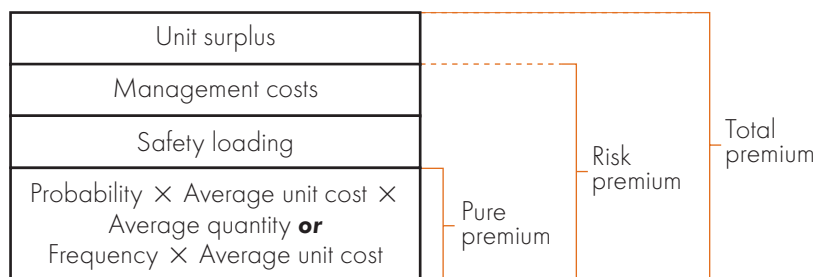 Unit surplus
Management costs
Safety loading
Probability × Average unit cost ×
Average quantity or
Frequency × Average unit cost
Pure
premium
Risk
premium
Total
premium